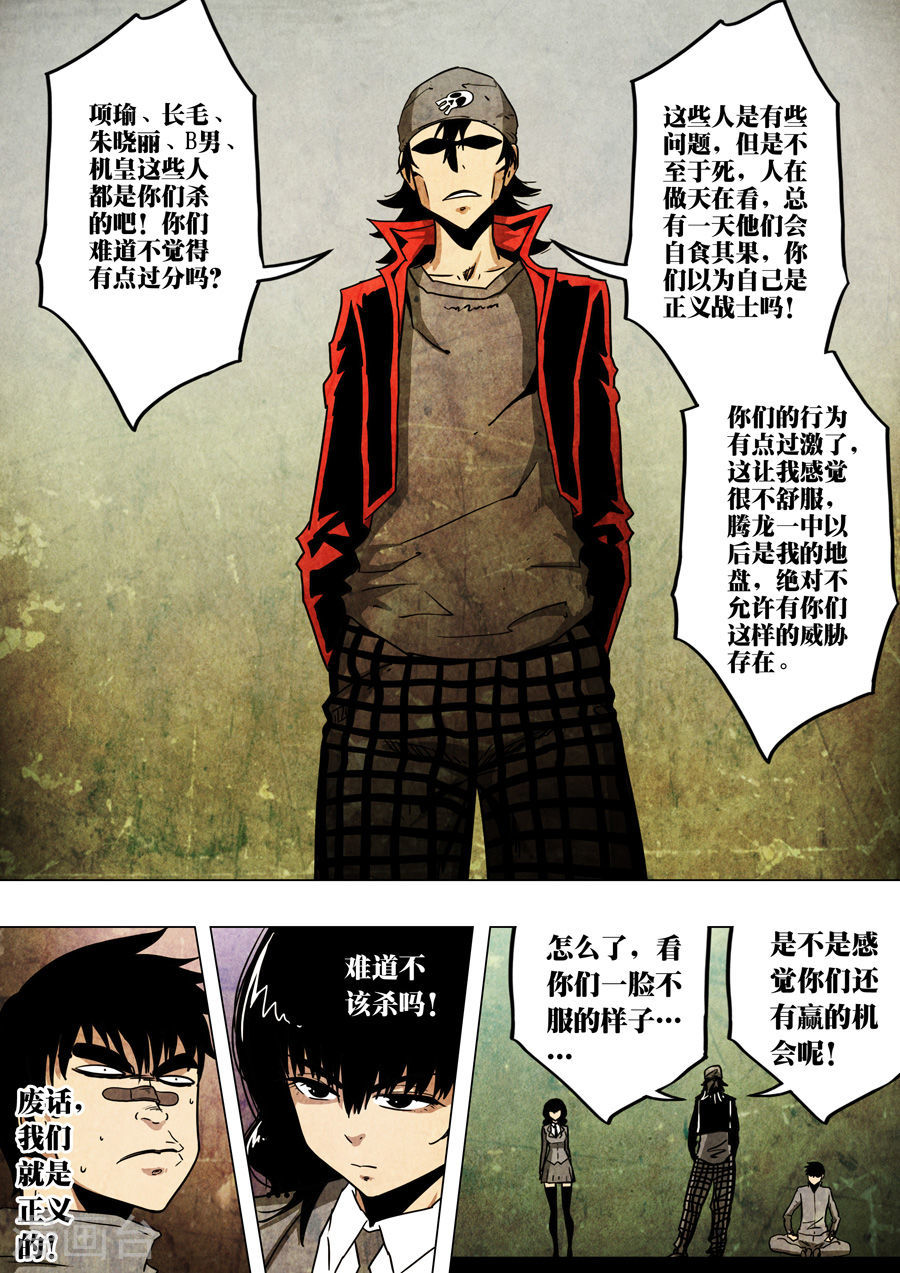 项瑜、长毛、
朱晓丽、B男、
机皇这些人
都是你们杀
的吧！你们
难道不觉得
有点过分吗？
这些人是有些
问题，但是不
至于死，人在
做天在看，总
有一天他们会
自食其果，你
们以为自己是
正义战士吗！
你们的行为
有点过激了，
这让我感觉
很不舒服，
腾龙一中以
后是我的地
盘，绝对不
允许有你们
这样的威胁
存在。
废话，
我们
就是
正义
的！
难道不
该杀吗！
怎么了，看
你们一脸不
服的样子……
……
是不是感
觉你们还
有赢的机
会呢！